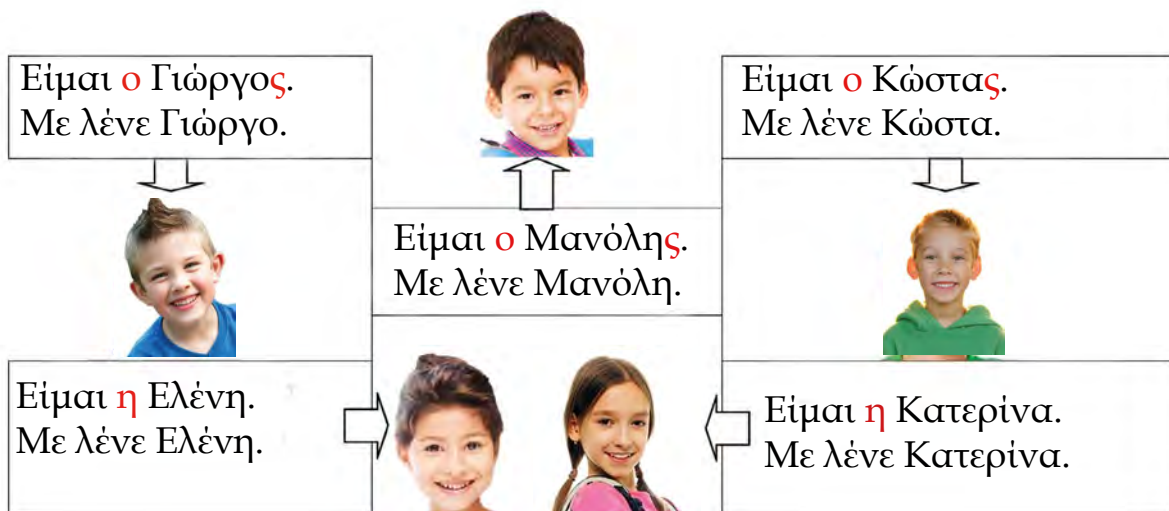 Είμαι ο Γιώργος.
Με λένε Γιώργο.
Είμαι ο Κώστας.
Με λένε Κώστα.
Είμαι ο Μανόλης.
Με λένε Μανόλη.
Είμαι η Ελένη.
Με λένε Ελένη.
Είμαι η Κατερίνα.
Με λένε Κατερίνα.